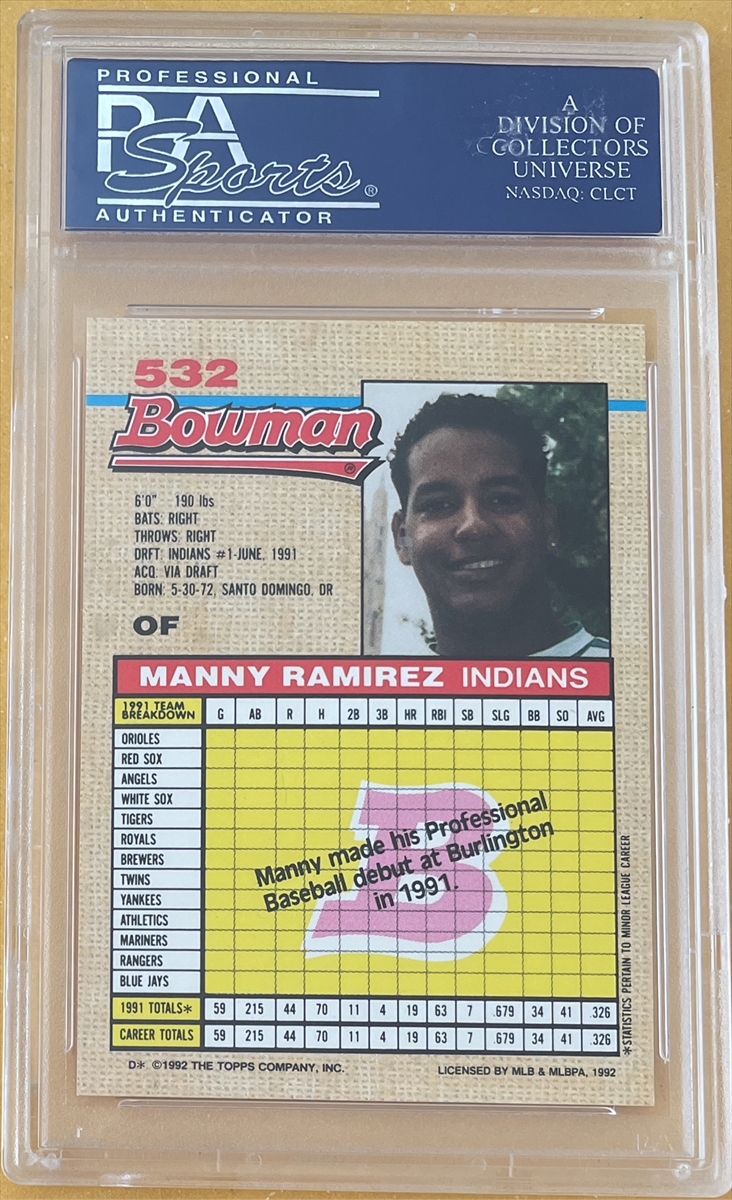 PROFESSIONAL
PSA
Sports®
AUTHENTICATOR
A
DIVISION OF
COLLECTORS
UNIVERSE
NASDAQ: CLCT
532
Bowman®
6'0" 190 lbs
BATS: RIGHT
THROWS: RIGHT
DRFT: INDIANS #1-JUNE, 1991
ACQ: VIA DRAFT
BORN: 5-30-72, SANTO DOMINGO, DR
OF
MANNY RAMIREZ INDIANS
1991 TEAM BREAKDOWN G AB R H 2B 3B HR RBI SB SLG BB SO AVG
ORIOLES
RED SOX
ANGELS
WHITE SOX
TIGERS
ROYALS
BREWERS
TWINS
YANKEES
ATHLETICS
MARINERS
RANGERS
BLUE JAYS
B
Manny made his Professional
Baseball debut at Burlington
in 1991.
1991 TOTALS* 59 215 44 70 11 4 19 63 7 .679 34 41 .326
CAREER TOTALS 59 215 44 70 11 4 19 63 7 .679 34 41 .326
*STATISTICS PERTAIN TO MINOR LEAGUE CAREER
D* ©1992 THE TOPPS COMPANY, INC. LICENSED BY MLB & MLBPA, 1992